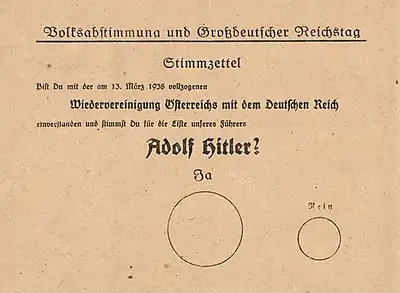 Volksabstimmung und Großdeutscher Reichstag
Stimmzettel
Bist Du mit der am 13. März 1938 vollzogenen
Wiedervereinigung Österreichs mit dem Deutschen Reich
einverstanden und stimmst Du für die Liste unseres Führers
Adolf Hitler?
Ja
Nein